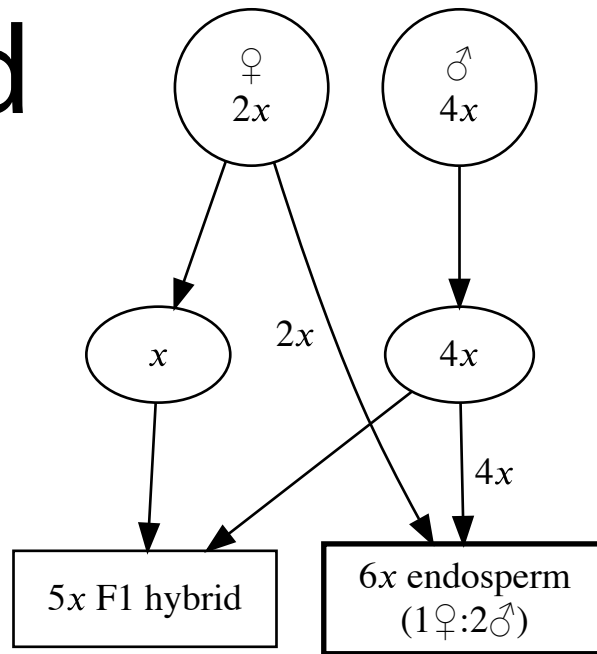 d
♀
2x
♂
4x
x
2x
4x
4x
5x F1 hybrid
6x endosperm
(1♀:2♂)